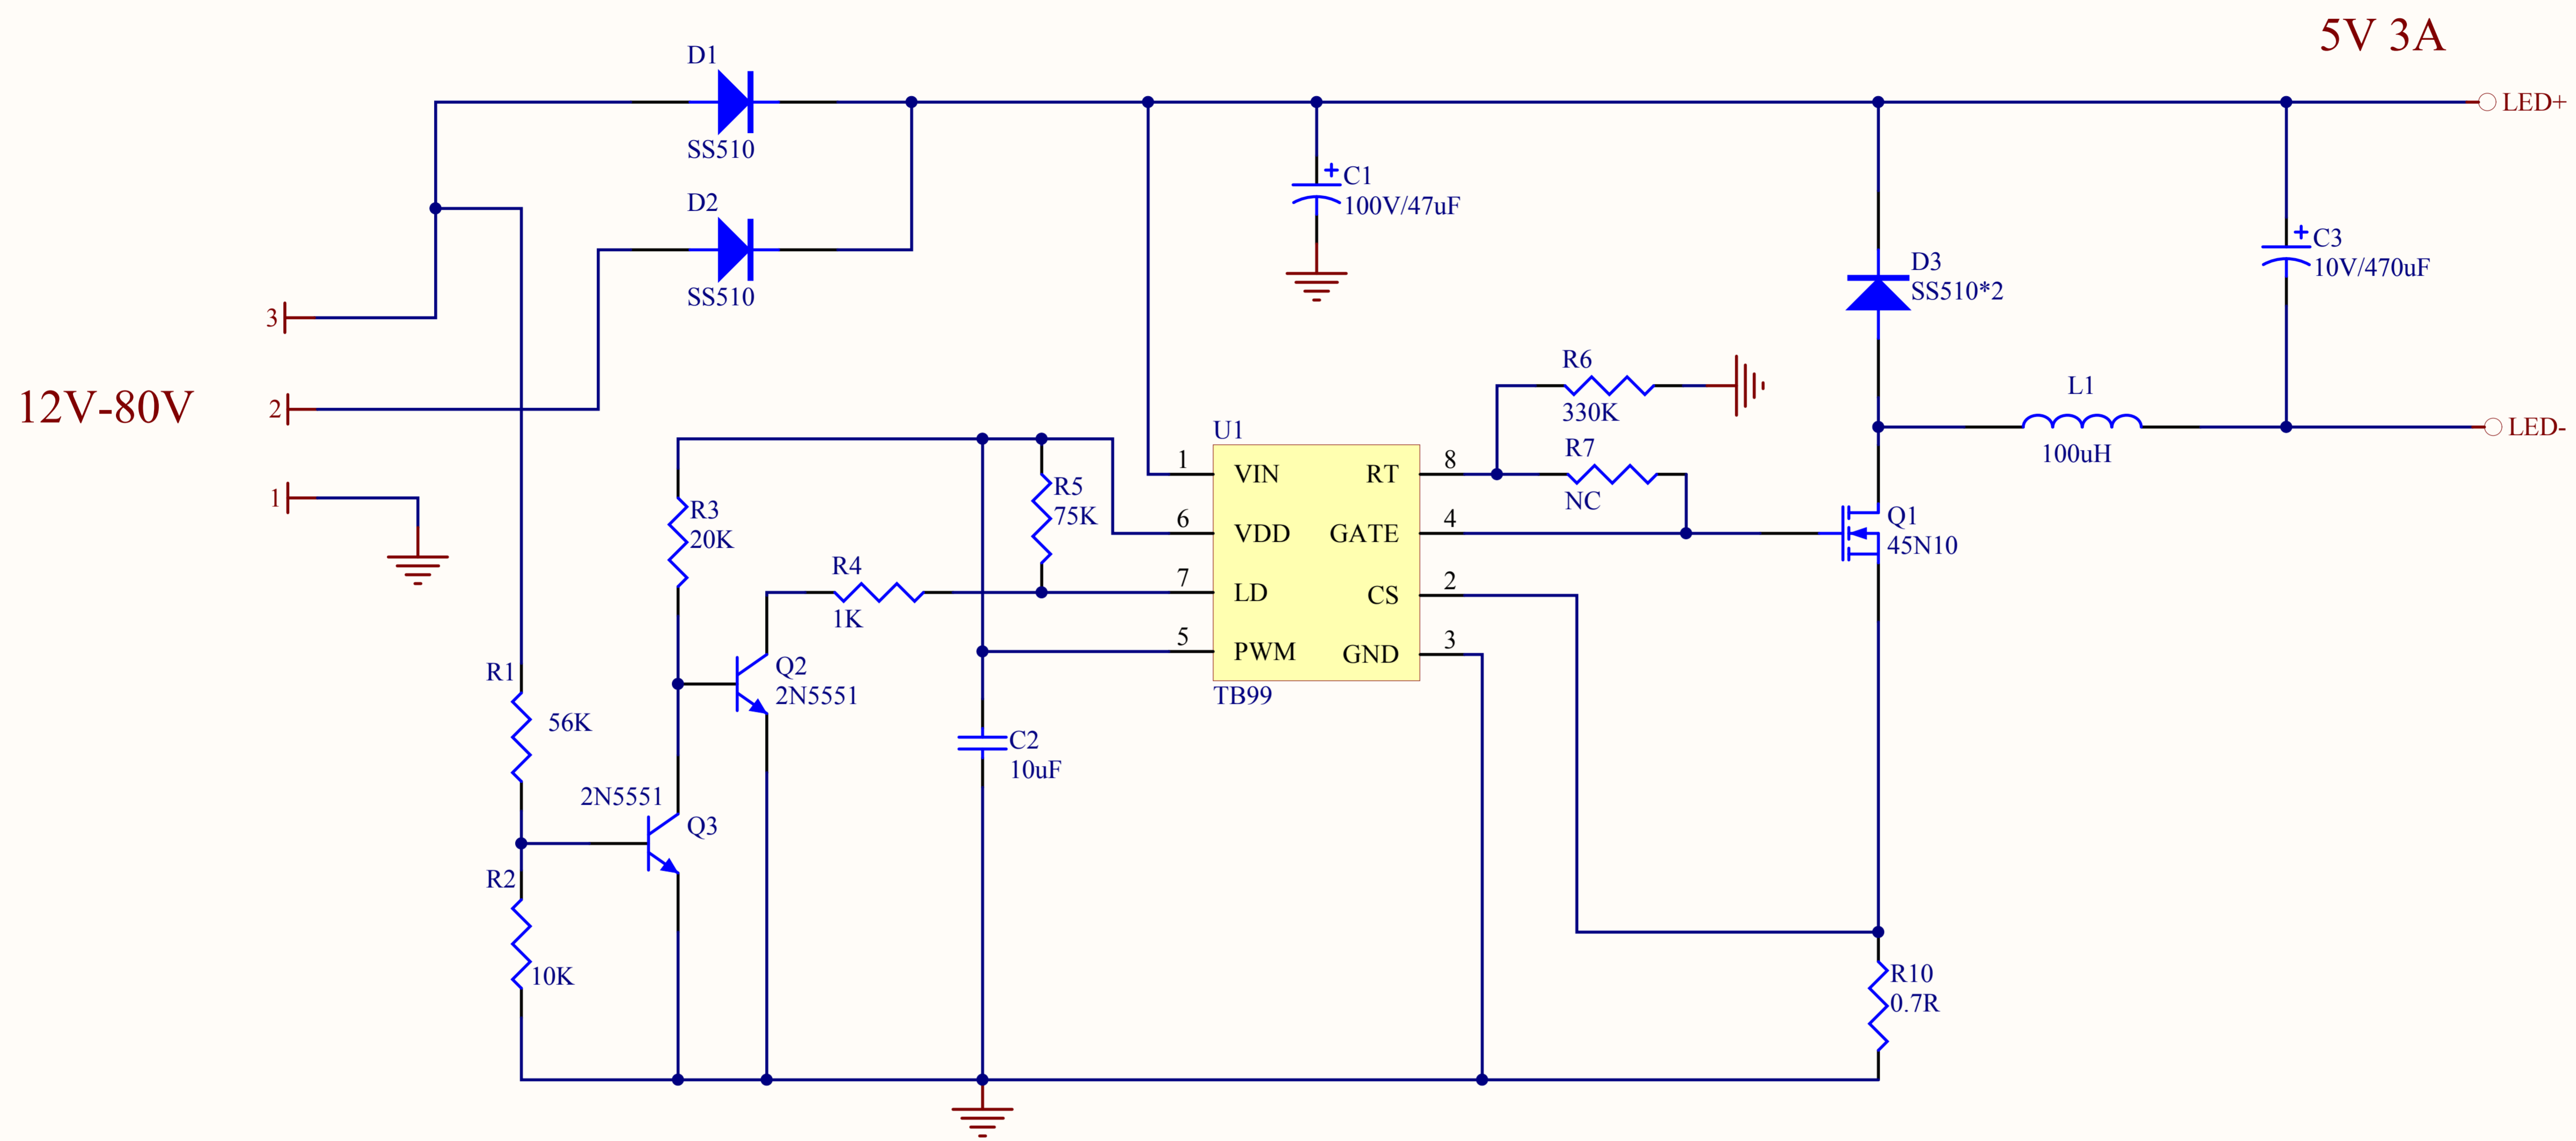 5V 3A
D1
SS510
LED+
D2
SS510
C1
100V/47uF
C3
10V/470uF
D3
SS510*2
3
12V-80V
2
1
R6
330K
R7
NC
L1
100uH
LED-
U1
1 VIN RT 8
6 VDD GATE 4
7 LD CS 2
5 PWM GND 3
TB99
R3
20K
R5
75K
R4
1K
Q1
45N10
Q2
2N5551
R1
56K
C2
10uF
2N5551
Q3
R2
10K
R10
0.7R